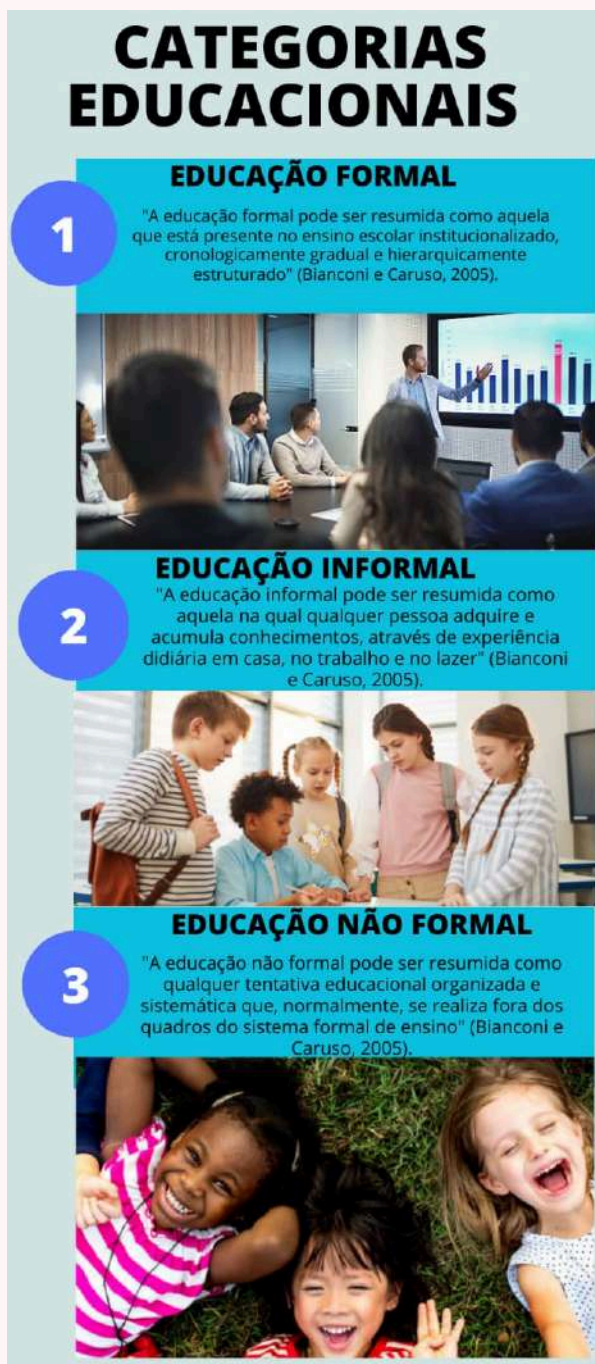 CATEGORIAS
EDUCACIONAIS
EDUCAÇÃO FORMAL
1
"A educação formal pode ser resumida como aquela
que está presente no ensino escolar institucionalizado,
cronologicamente gradual e hierarquicamente
estruturado" (Bianconi e Caruso, 2005).
EDUCAÇÃO INFORMAL
2
"A educação informal pode ser resumida como
aquela na qual qualquer pessoa adquire e
acumula conhecimentos, através de experiência
didiária em casa, no trabalho e no lazer" (Bianconi
e Caruso, 2005).
EDUCAÇÃO NÃO FORMAL
3
"A educação não formal pode ser resumida como
qualquer tentativa educacional organizada e
sistemática que, normalmente, se realiza fora dos
quadros do sistema formal de ensino" (Bianconi e
Caruso, 2005).